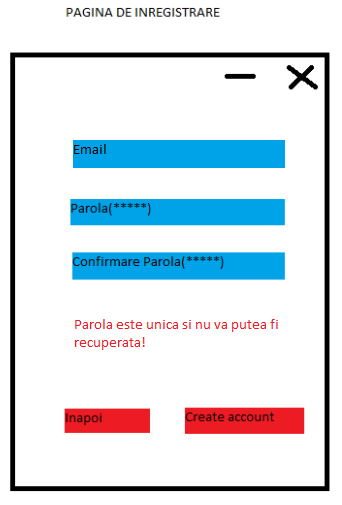 PAGINA DE INREGISTRARE
Email
Parola(*****)
Confirmare Parola(*****)
Parola este unica si nu va putea fi
recuperata!
Inapoi
Create account